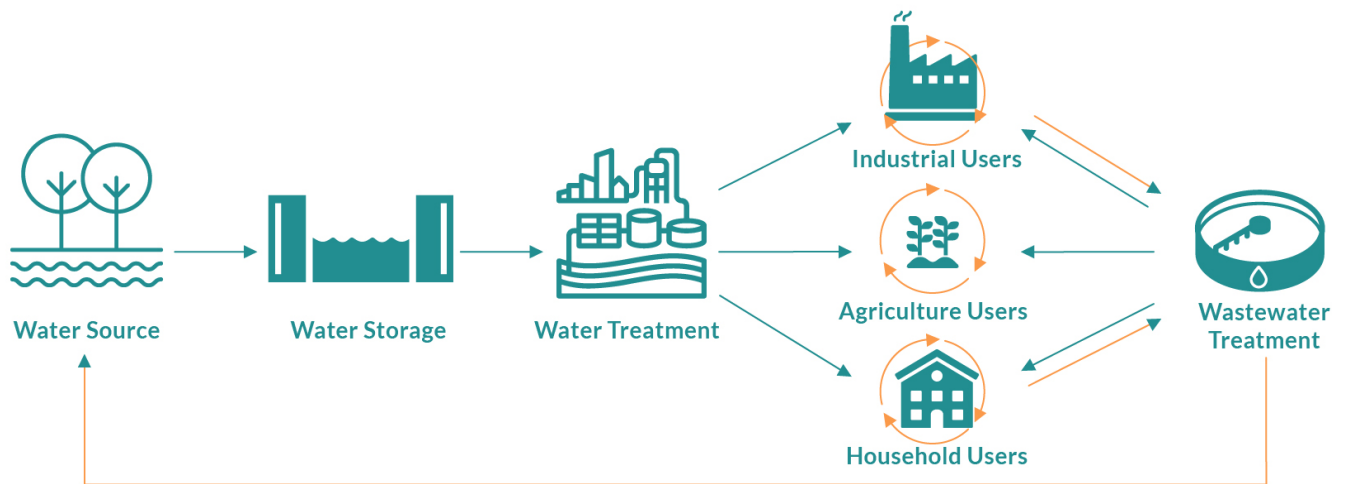 Water Source
Water Storage
Water Treatment
Industrial Users
Agriculture Users
Household Users
Wastewater
Treatment